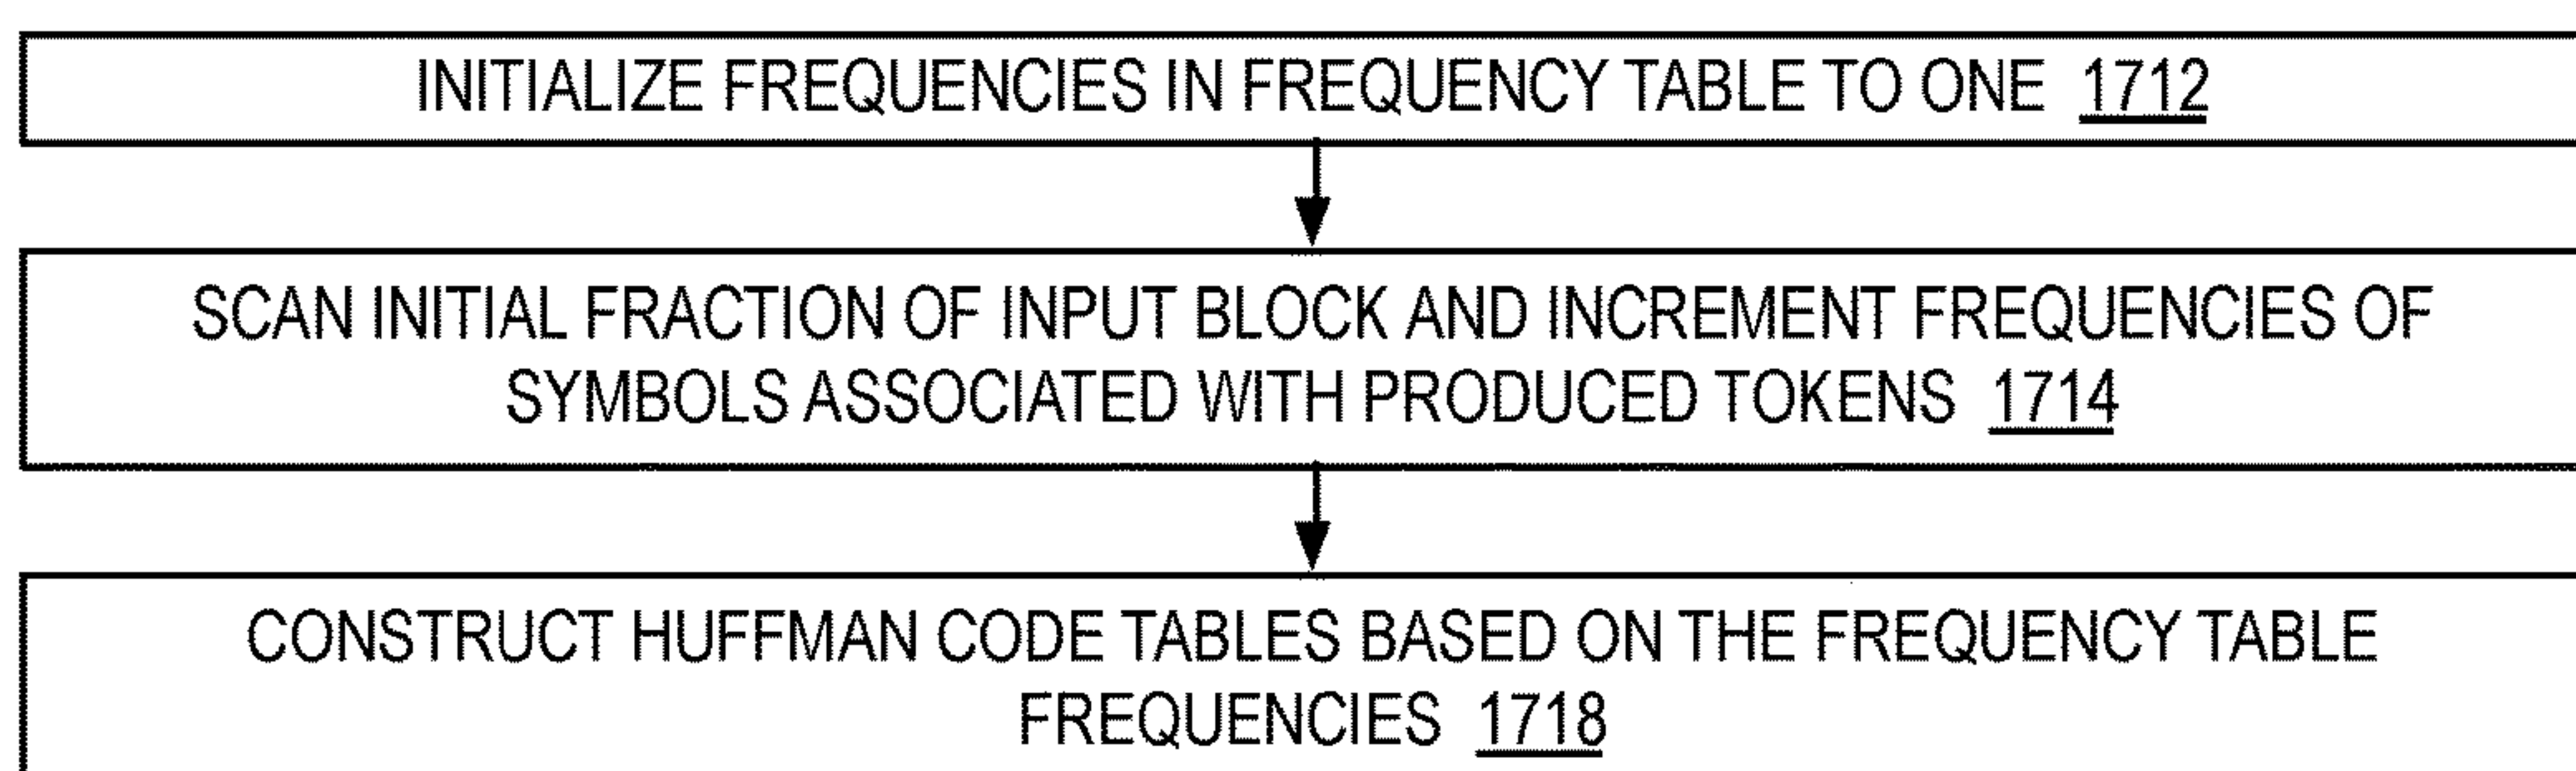 INITIALIZE FREQUENCIES IN FREQUENCY TABLE TO ONE 1712
SCAN INITIAL FRACTION OF INPUT BLOCK AND INCREMENT FREQUENCIES OF
SYMBOLS ASSOCIATED WITH PRODUCED TOKENS 1714
CONSTRUCT HUFFMAN CODE TABLES BASED ON THE FREQUENCY TABLE
FREQUENCIES 1718